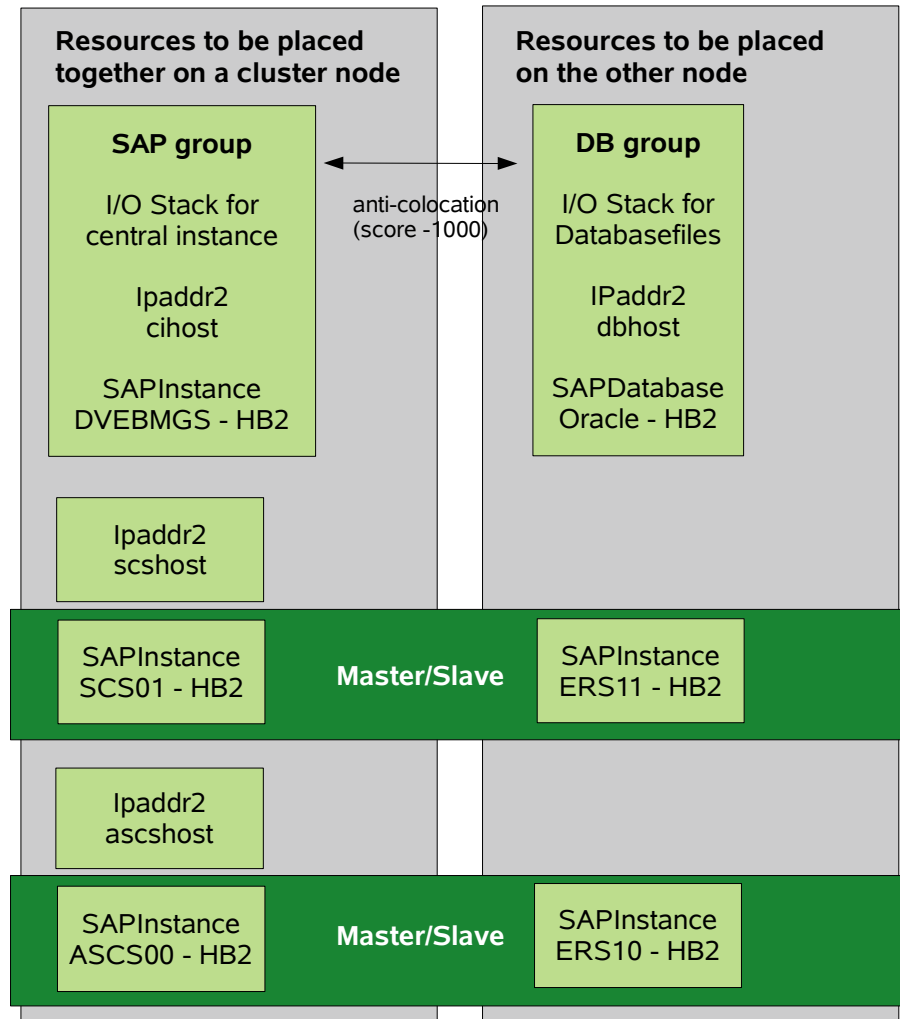 Resources to be placed
together on a cluster node
Resources to be placed
on the other node
SAP group
I/O Stack for
central instance
Ipaddr2
cihost
SAPInstance
DVEBMGS - HB2
anti-colocation
(score -1000)
DB group
I/O Stack for
Databasefiles
IPaddr2
dbhost
SAPDatabase
Oracle - HB2
Ipaddr2
scshost
SAPInstance
SCS01 - HB2
Master/Slave
SAPInstance
ERS11 - HB2
Ipaddr2
ascshost
SAPInstance
ASCS00 - HB2
Master/Slave
SAPInstance
ERS10 - HB2